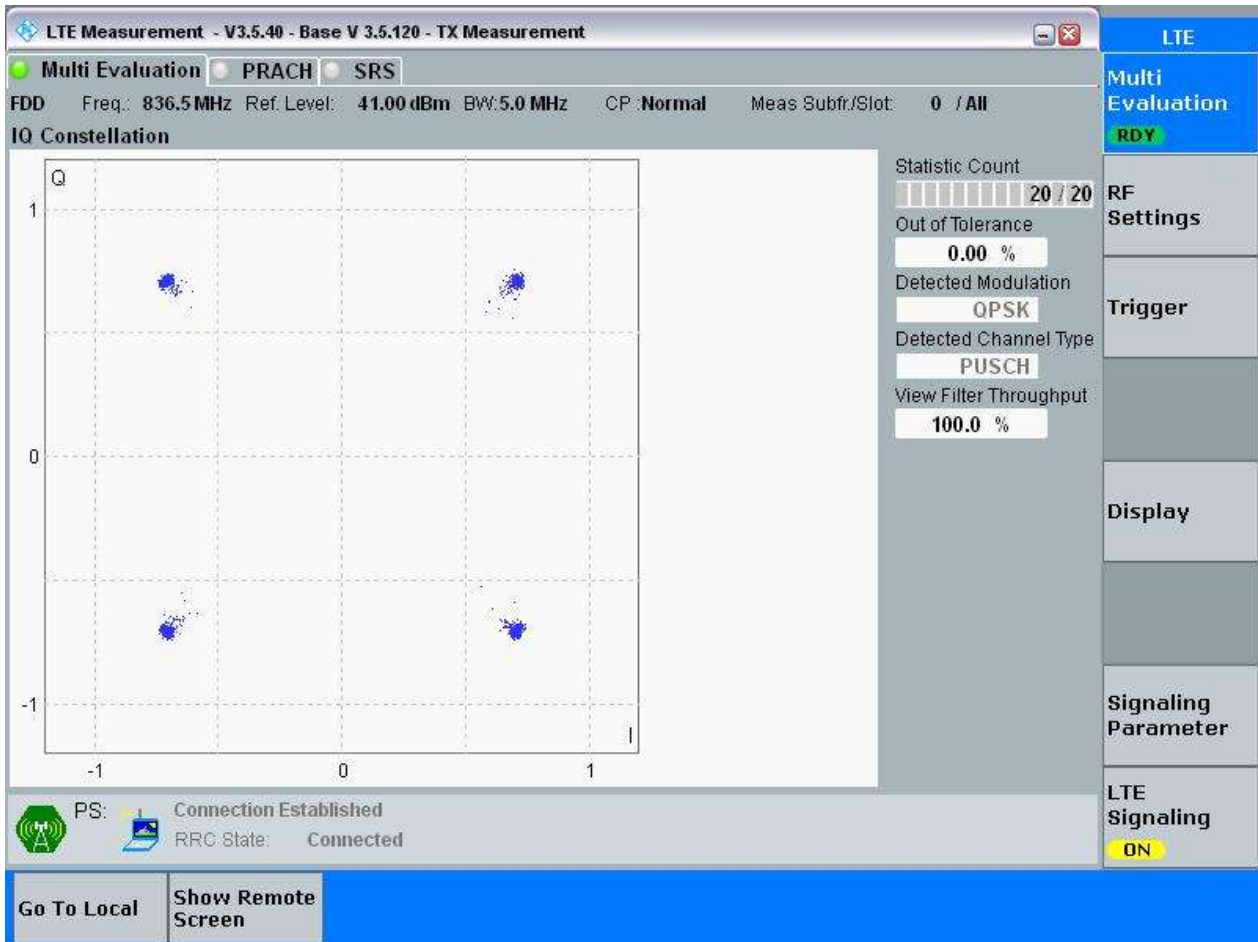 LTE Measurement - V3.5.40 - Base V 3.5.120 - TX Measurement
Multi Evaluation PRACH SRS
FDD Freq.: 836.5 MHz Ref. Level: 41.00 dBm BW: 5.0 MHz CP : Normal Meas Subfr./Slot: 0 / All
IQ Constellation
Q
1
0
-1
I
-1 0 1
Statistic Count
20 / 20
Out of Tolerance
0.00 %
Detected Modulation
QPSK
Detected Channel Type
PUSCH
View Filter Throughput
100.0 %
PS: Connection Established
RRC State: Connected
LTE
Multi
Evaluation
RDY
RF
Settings
Trigger
Display
Signaling
Parameter
LTE
Signaling
ON
Go To Local
Show Remote
Screen